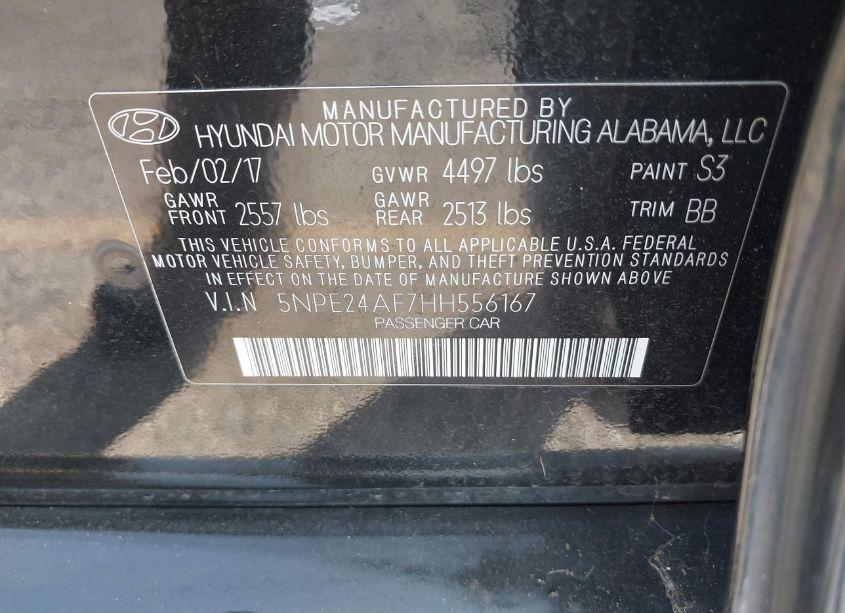 MANUFACTURED BY
HYUNDAI MOTOR MANUFACTURING ALABAMA, LLC
Feb/02/17 GVWR 4497 lbs PAINT S3
GAWR FRONT 2557 lbs GAWR REAR 2513 lbs TRIM BB
THIS VEHICLE CONFORMS TO ALL APPLICABLE U.S.A. FEDERAL
MOTOR VEHICLE SAFETY, BUMPER, AND THEFT PREVENTION STANDARDS
IN EFFECT ON THE DATE OF MANUFACTURE SHOWN ABOVE
V.I.N 5NPE24AF7HH556167
PASSENGER CAR